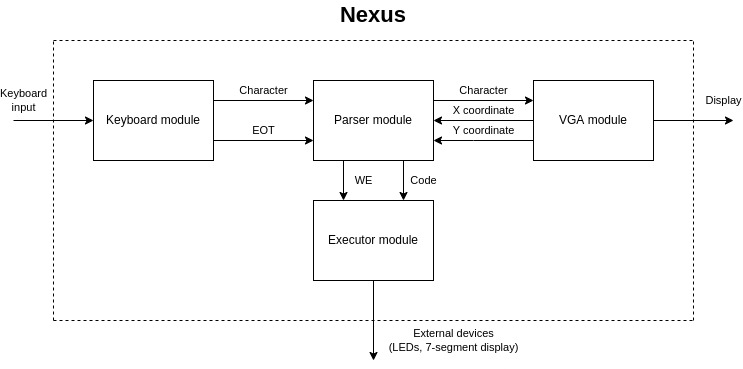 Nexus
Keyboard
input
Keyboard module
Character
EOT
Parser module
Character
X coordinate
Y coordinate
VGA module
Display
WE
Code
Executor module
External devices
(LEDs, 7-segment display)